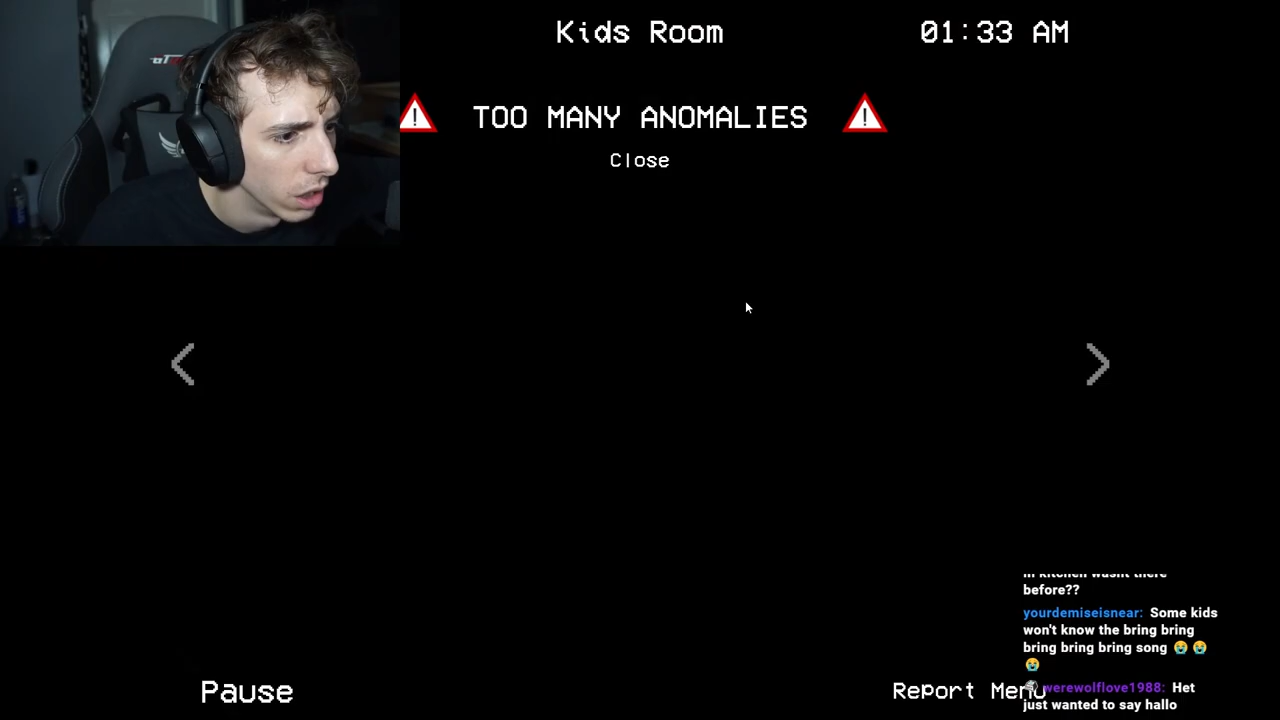 Kids Room
01:33 AM
TOO MANY ANOMALIES
Close
before??
yourdemiseisnear: Some kids
won't know the bring bring
bring bring bring song 😭 😭
😭
werewolflove1988: Het
just wanted to say hallo
Pause
Report Menu